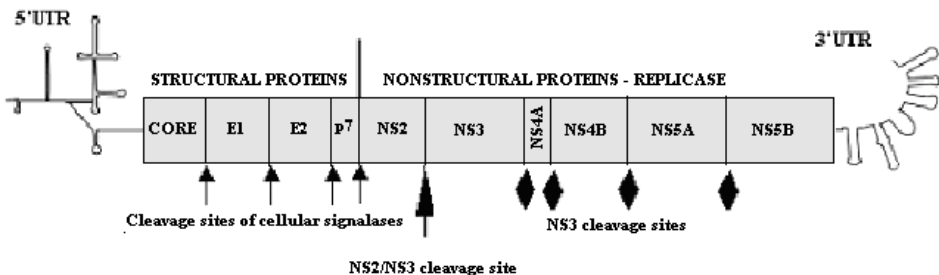 5'UTR
3'UTR
STRUCTURAL PROTEINS
NONSTRUCTURAL PROTEINS - REPLICASE
CORE E1 E2 P7 NS2 NS3 NS4A NS4B NS5A NS5B
Cleavage sites of cellular signalases
NS3 cleavage sites
NS2/NS3 cleavage site